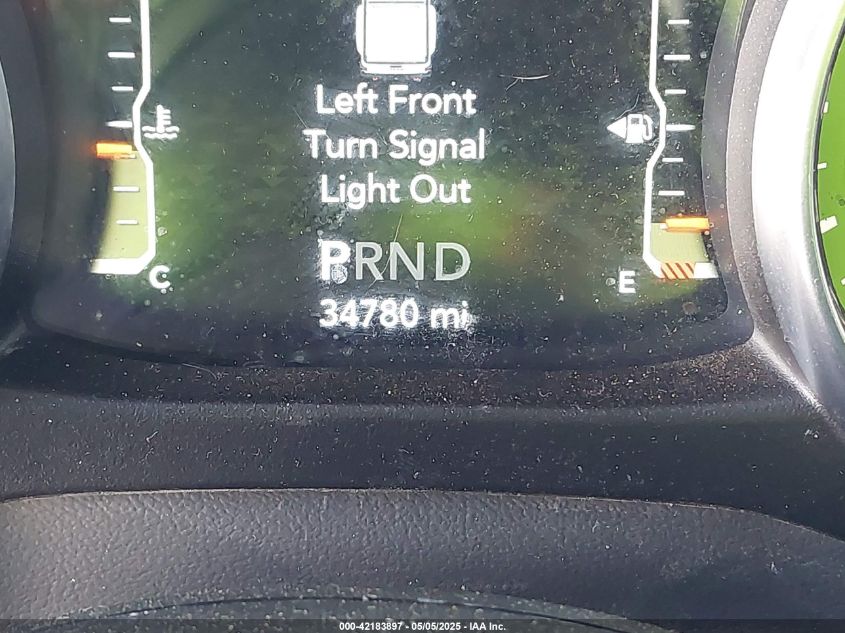 Left Front
Turn Signal
Light Out
PRND
C
E
34780 mi
000-42183897 - 05/05/2025 - IAA Inc.